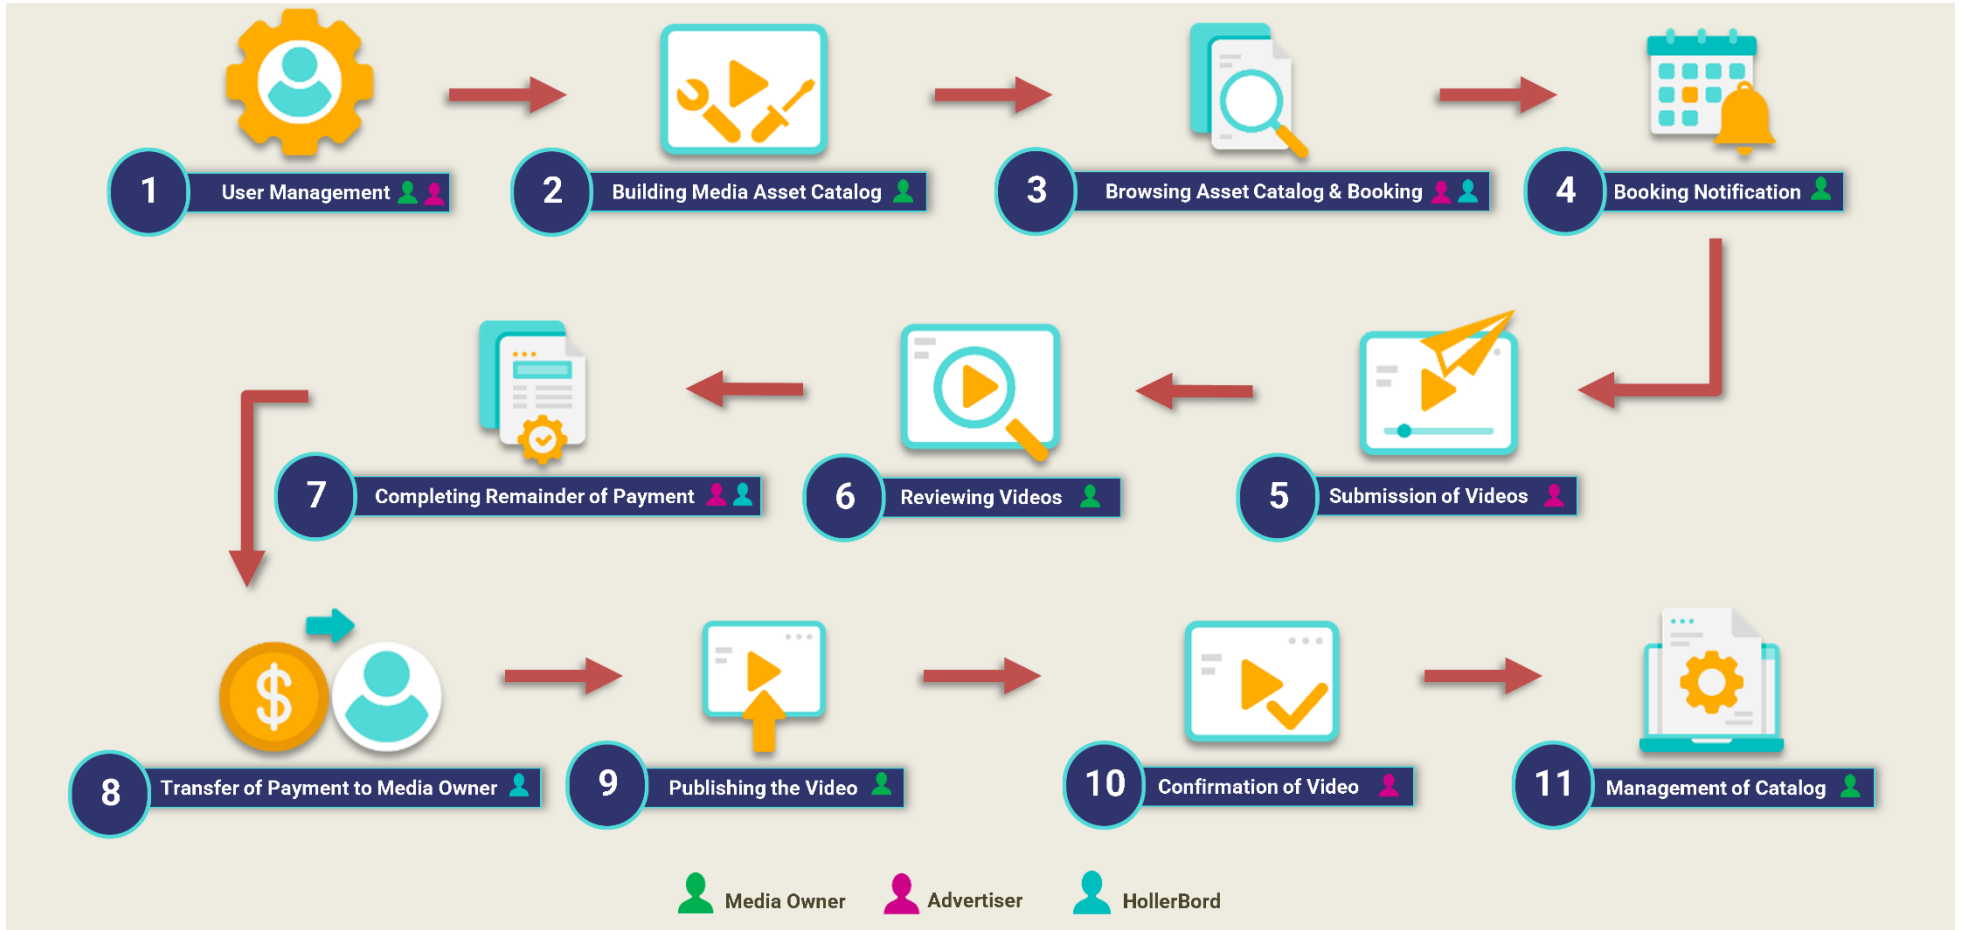 1 User Management
2 Building Media Asset Catalog
3 Browsing Asset Catalog & Booking
4 Booking Notification
7 Completing Remainder of Payment
6 Reviewing Videos
5 Submission of Videos
$
8 Transfer of Payment to Media Owner
9 Publishing the Video
10 Confirmation of Video
11 Management of Catalog
Media Owner
Advertiser
HollerBord